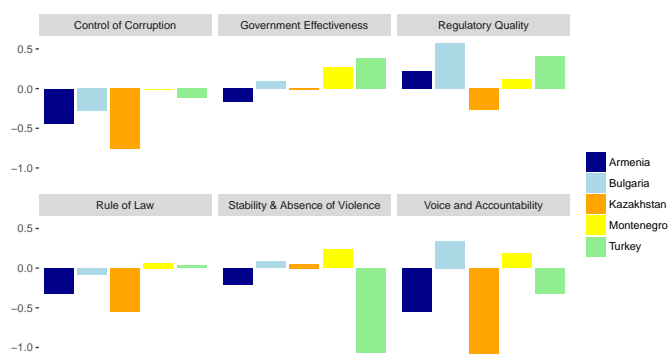 Control of Corruption
Government Effectiveness
Regulatory Quality
0.5
0.0
−0.5
−1.0
Rule of Law
Stability & Absence of Violence
Voice and Accountability
0.5
0.0
−0.5
−1.0
Armenia
Bulgaria
Kazakhstan
Montenegro
Turkey